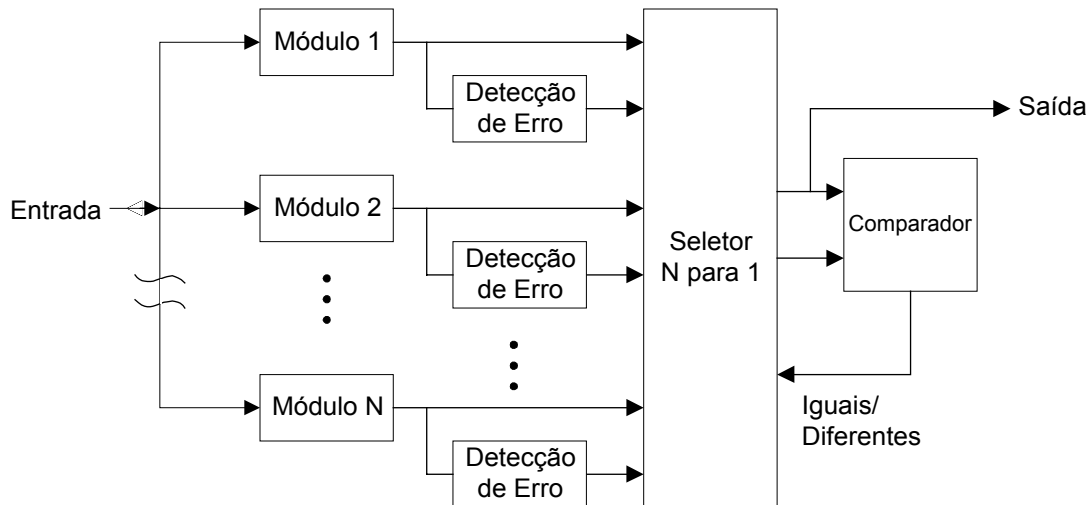 Módulo 1
Detecção
de Erro
Saída
Entrada
Módulo 2
Detecção
de Erro
Seletor
N para 1
Comparador
Módulo N
Iguais/
Diferentes
Detecção
de Erro